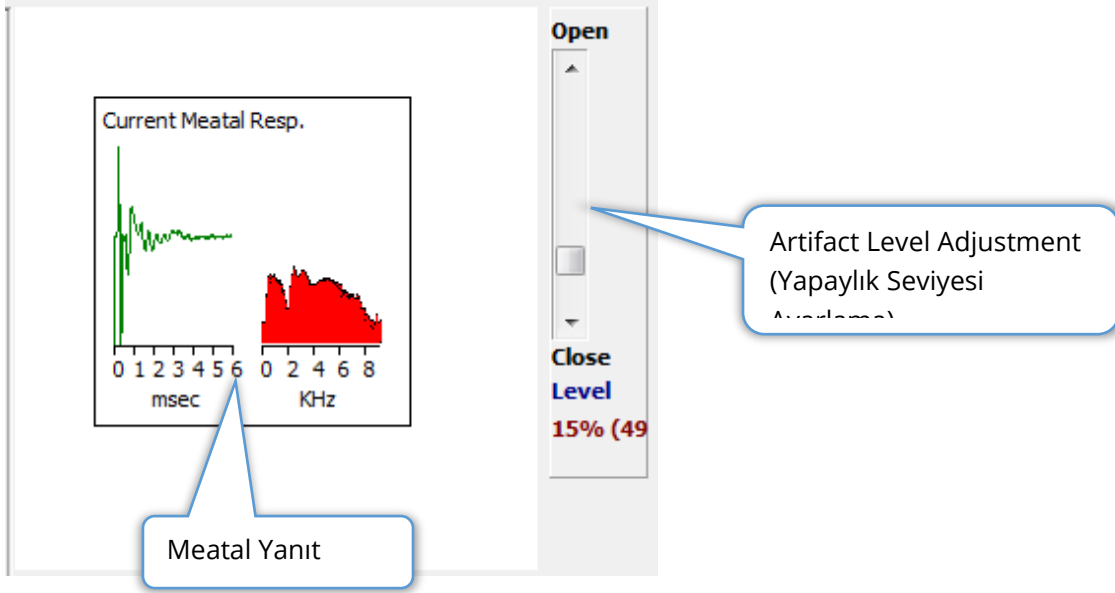 Open
Current Meatal Resp.
0 1 2 3 4 5 6
0 2 4 6 8
msec
KHz
Close
Level
15% (49
Artifact Level Adjustment
(Yapaylık Seviyesi
Meatal Yanıt